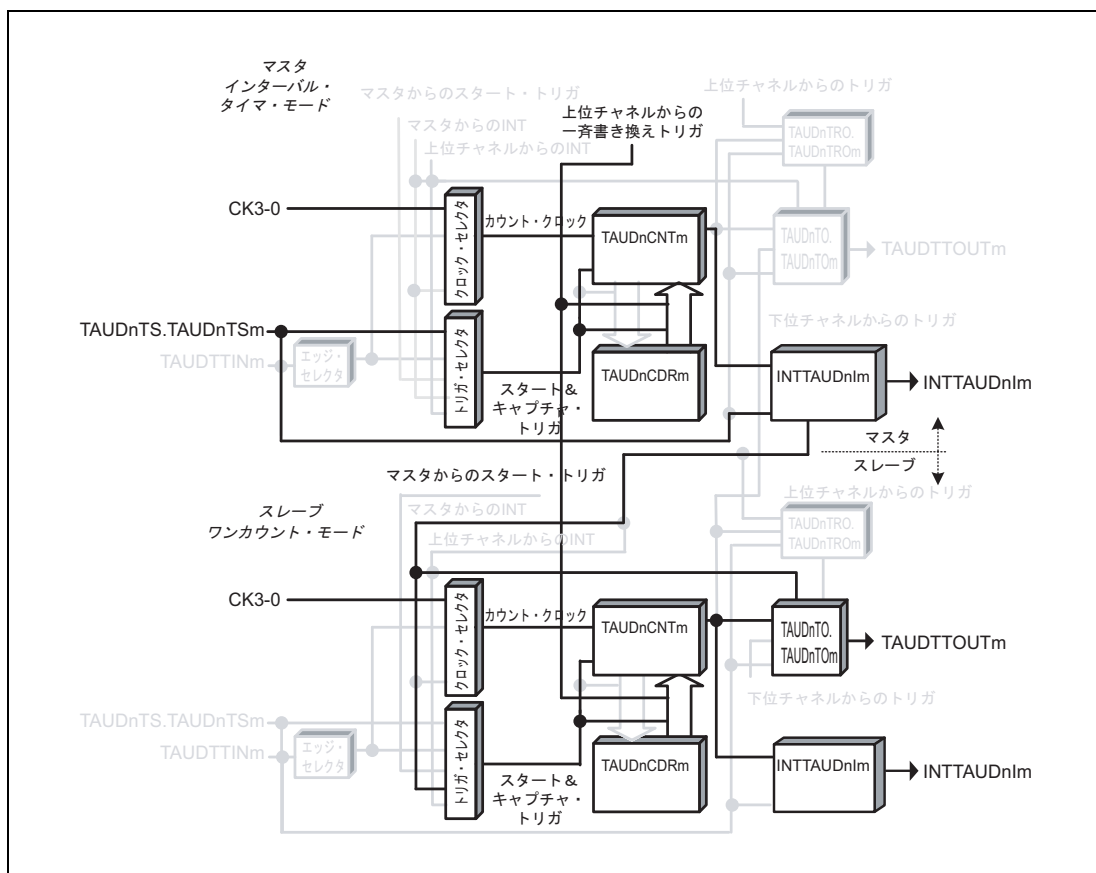 マスタ
インターバル・
タイマ・モード
マスタからのスタート・トリガ
マスタからのINT
上位チャネルからのINT
上位チャネルからの
一斉書き換えトリガ
上位チャネルからのトリガ
TAUDnTRO.
TAUDnTROm
CK3-0
クロック・セレクタ
カウント・クロック
TAUDnCNTm
TAUDnTO.
TAUDnTOm
TAUDTTOUTm
TAUDnTS.TAUDnTSm
TAUDTTINm
エッジ・
セレクタ
トリガ・セレクタ
スタート&
キャプチャ・
トリガ
TAUDnCDRm
下位チャネルからのトリガ
INTTAUDnIm
INTTAUDnIm
マスタ
スレーブ
マスタからのスタート・トリガ
マスタからのINT
上位チャネルからのINT
スレーブ
ワンカウント・モード
上位チャネルからのトリガ
TAUDnTRO.
TAUDnTROm
CK3-0
クロック・セレクタ
カウント・クロック
TAUDnCNTm
TAUDnTO.
TAUDnTOm
TAUDTTOUTm
下位チャネルからのトリガ
TAUDnTS.TAUDnTSm
TAUDTTINm
エッジ・
セレクタ
トリガ・セレクタ
スタート&
キャプチャ・
トリガ
TAUDnCDRm
INTTAUDnIm
INTTAUDnIm